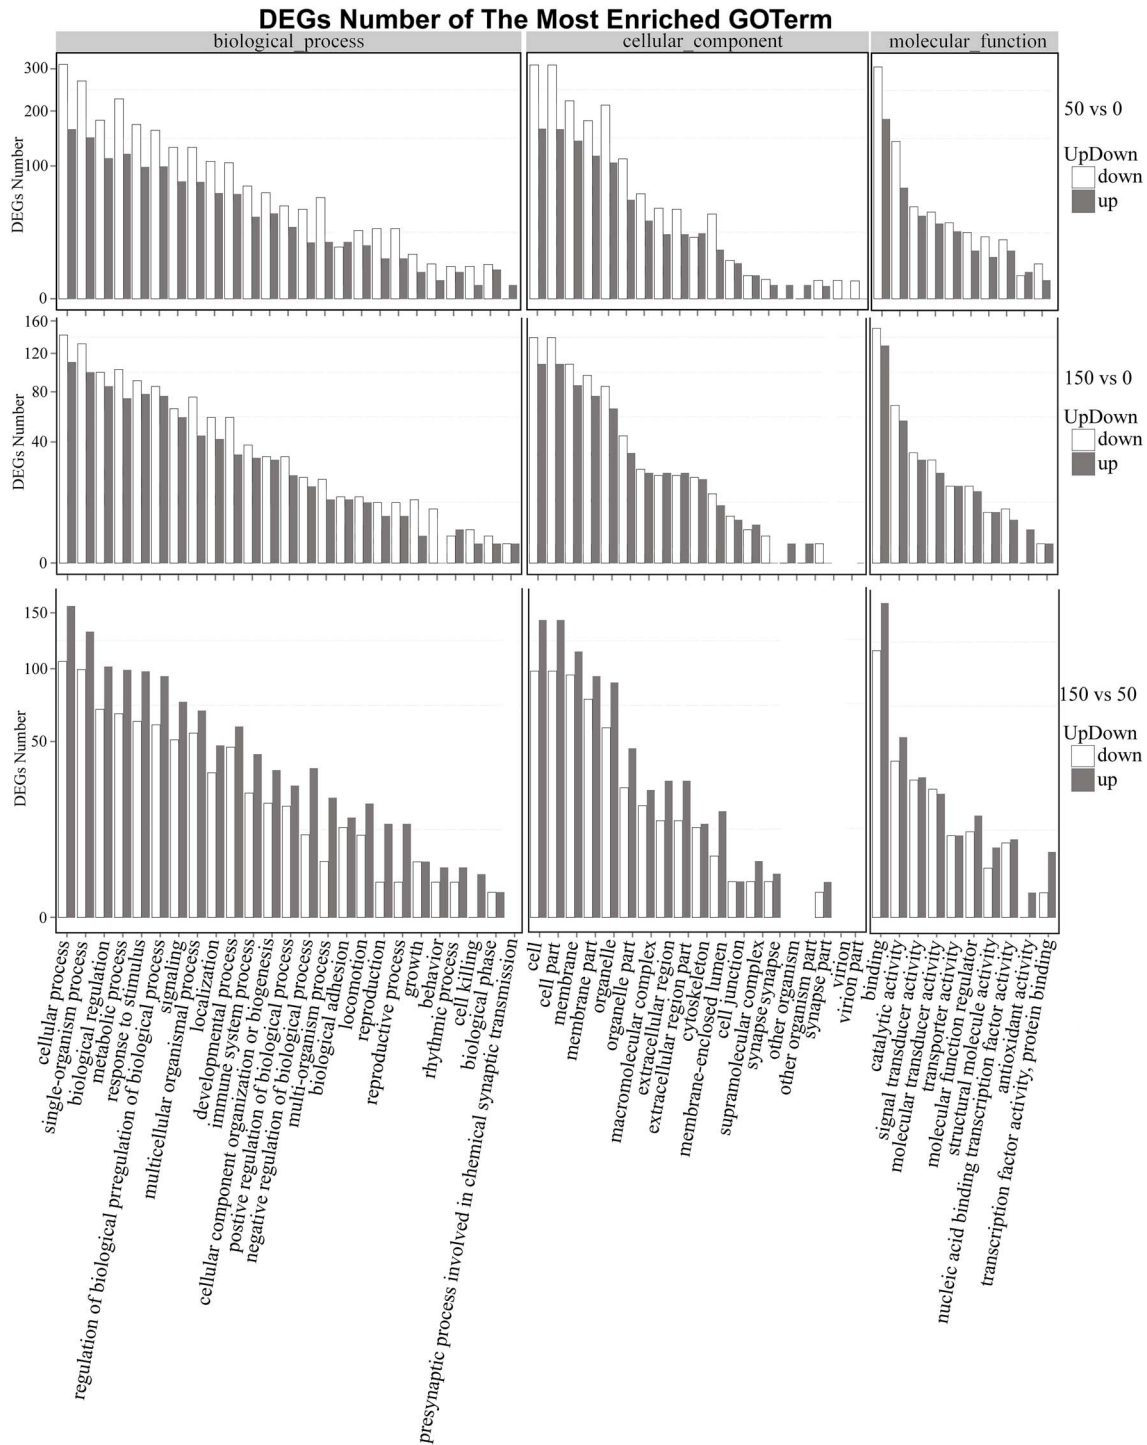 DEGs Number of The Most Enriched GOTerm
biological_process
cellular_component
molecular_function
DEGs Number
300
200
100
0
50 vs 0
UpDown
down
up
DEGs Number
160
120
80
40
0
150 vs 0
UpDown
down
up
DEGs Number
150
100
50
0
150 vs 50
UpDown
down
up
cellular process
single-organism process
biological regulation
metabolic process
response to stimulus
regulation of biological prregulation of biological process
signaling
multicellular organismal process
localization
developmental process
immune system process
cellular component organization or biogenesis
postive regulation of biological process
negative regulation of biological process
multi-organism process
biological adhesion
locomotion
reproduction
reproductive process
growth
behavior
rhythmic process
cell killing
biological phase
presynaptic process involved in chemical synaptic transmission
cell
cell part
membrane
membrane part
organelle
organelle part
macromolecular complex
extracellular region
extracellular region part
cytoskeleton
membrane-enclosed lumen
cell junction
supramolecular complex
synapse synapse
other organism
other organism part
synapse part
virion
virion part
binding
catalytic activity
signal transducer activity
molecular transducer activity
transporter activity
molecular function regulator
structural molecule activity
nucleic acid binding transcription factor activity
antioxidant activity
transcription factor activity, protein binding